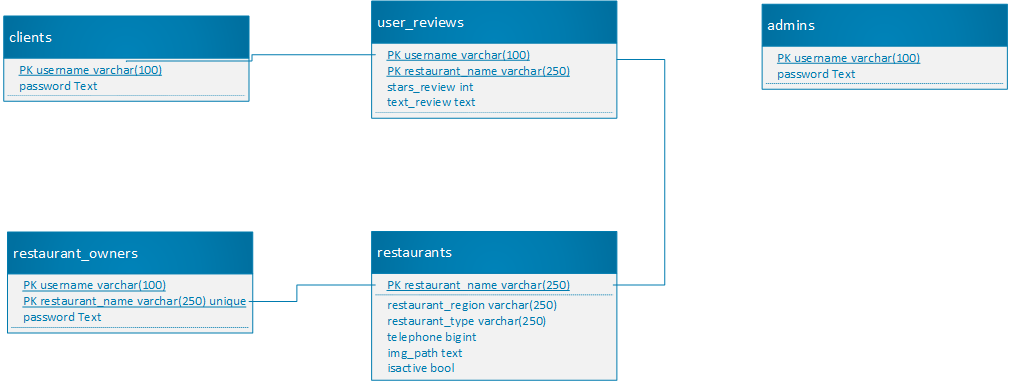 clients
PK username varchar(100)
password Text
user_reviews
PK username varchar(100)
PK restaurant_name varchar(250)
stars_review int
text_review text
admins
PK username varchar(100)
password Text
restaurant_owners
PK username varchar(100)
PK restaurant_name varchar(250) unique
password Text
restaurants
PK restaurant_name varchar(250)
restaurant_region varchar(250)
restaurant_type varchar(250)
telephone bigint
img_path text
isactive bool